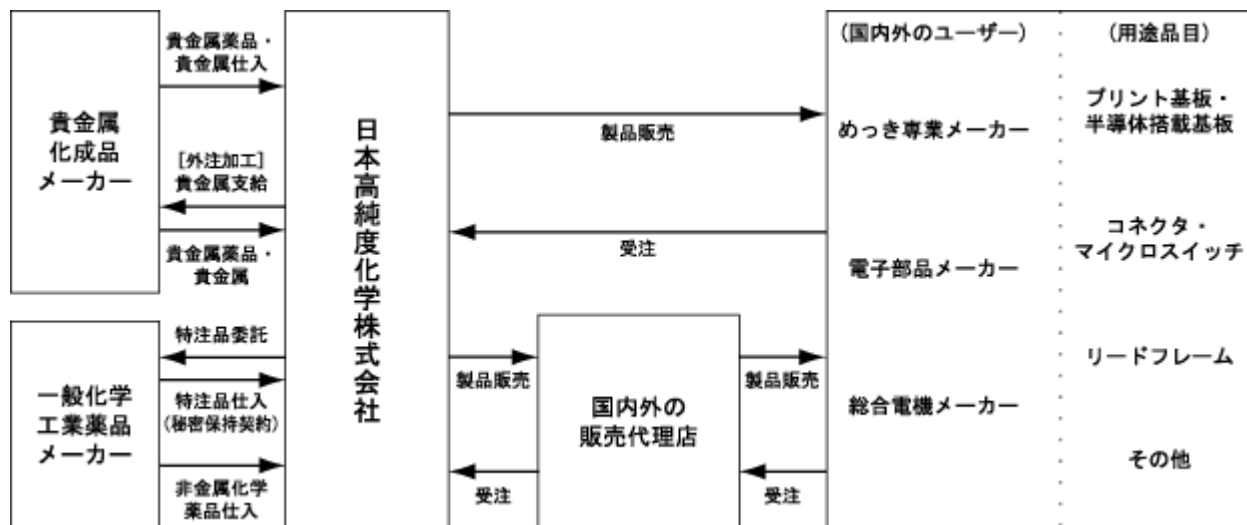 貴金属
化成品
メーカー
貴金属薬品・
貴金属仕入
[外注加工]
貴金属支給
貴金属薬品・
貴金属
一般化学
工業薬品
メーカー
特注品委託
特注品仕入
(秘密保持契約)
非金属化学
薬品仕入
日本高純度化学株式会社
製品販売
受注
製品販売
受注
国内外の
販売代理店
製品販売
受注
(国内外のユーザー)
めっき専業メーカー
電子部品メーカー
総合電機メーカー
(用途品目)
プリント基板・
半導体搭載基板
コネクタ・
マイクロスイッチ
リードフレーム
その他